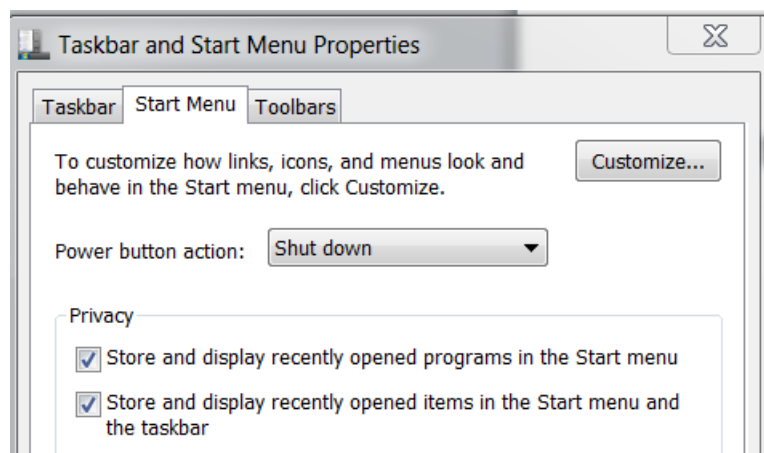 Taskbar and Start Menu Properties
Taskbar Start Menu Toolbars
To customize how links, icons, and menus look and
behave in the Start menu, click Customize.
Customize...
Power button action: Shut down
Privacy
Store and display recently opened programs in the Start menu
Store and display recently opened items in the Start menu and
the taskbar